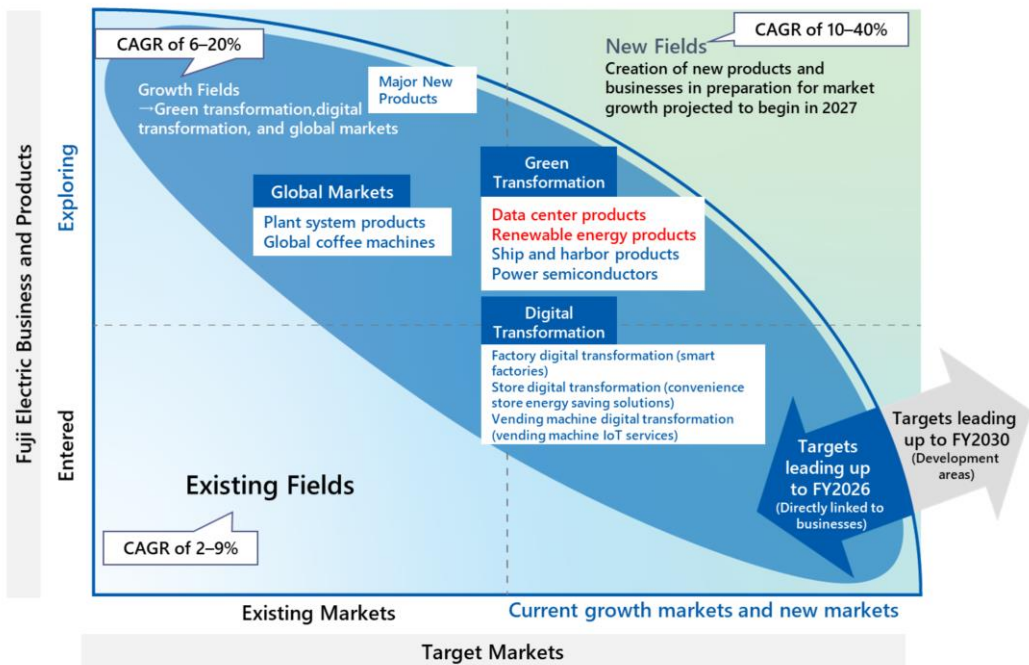 CAGR of 6–20%
Growth Fields
→Green transformation,digital
transformation, and global markets
Major New
Products
CAGR of 10–40%
New Fields
Creation of new products and
businesses in preparation for market
growth projected to begin in 2027
Fuji Electric Business and Products
Exploring
Entered
Global Markets
Plant system products
Global coffee machines
Green
Transformation
Data center products
Renewable energy products
Ship and harbor products
Power semiconductors
Digital
Transformation
Factory digital transformation (smart
factories)
Store digital transformation (convenience
store energy saving solutions)
Vending machine digital transformation
(vending machine IoT services)
Targets
leading up
to FY2026
(Directly linked to
businesses)
Targets leading
up to FY2030
(Development
areas)
Existing Fields
CAGR of 2–9%
Existing Markets
Current growth markets and new markets
Target Markets